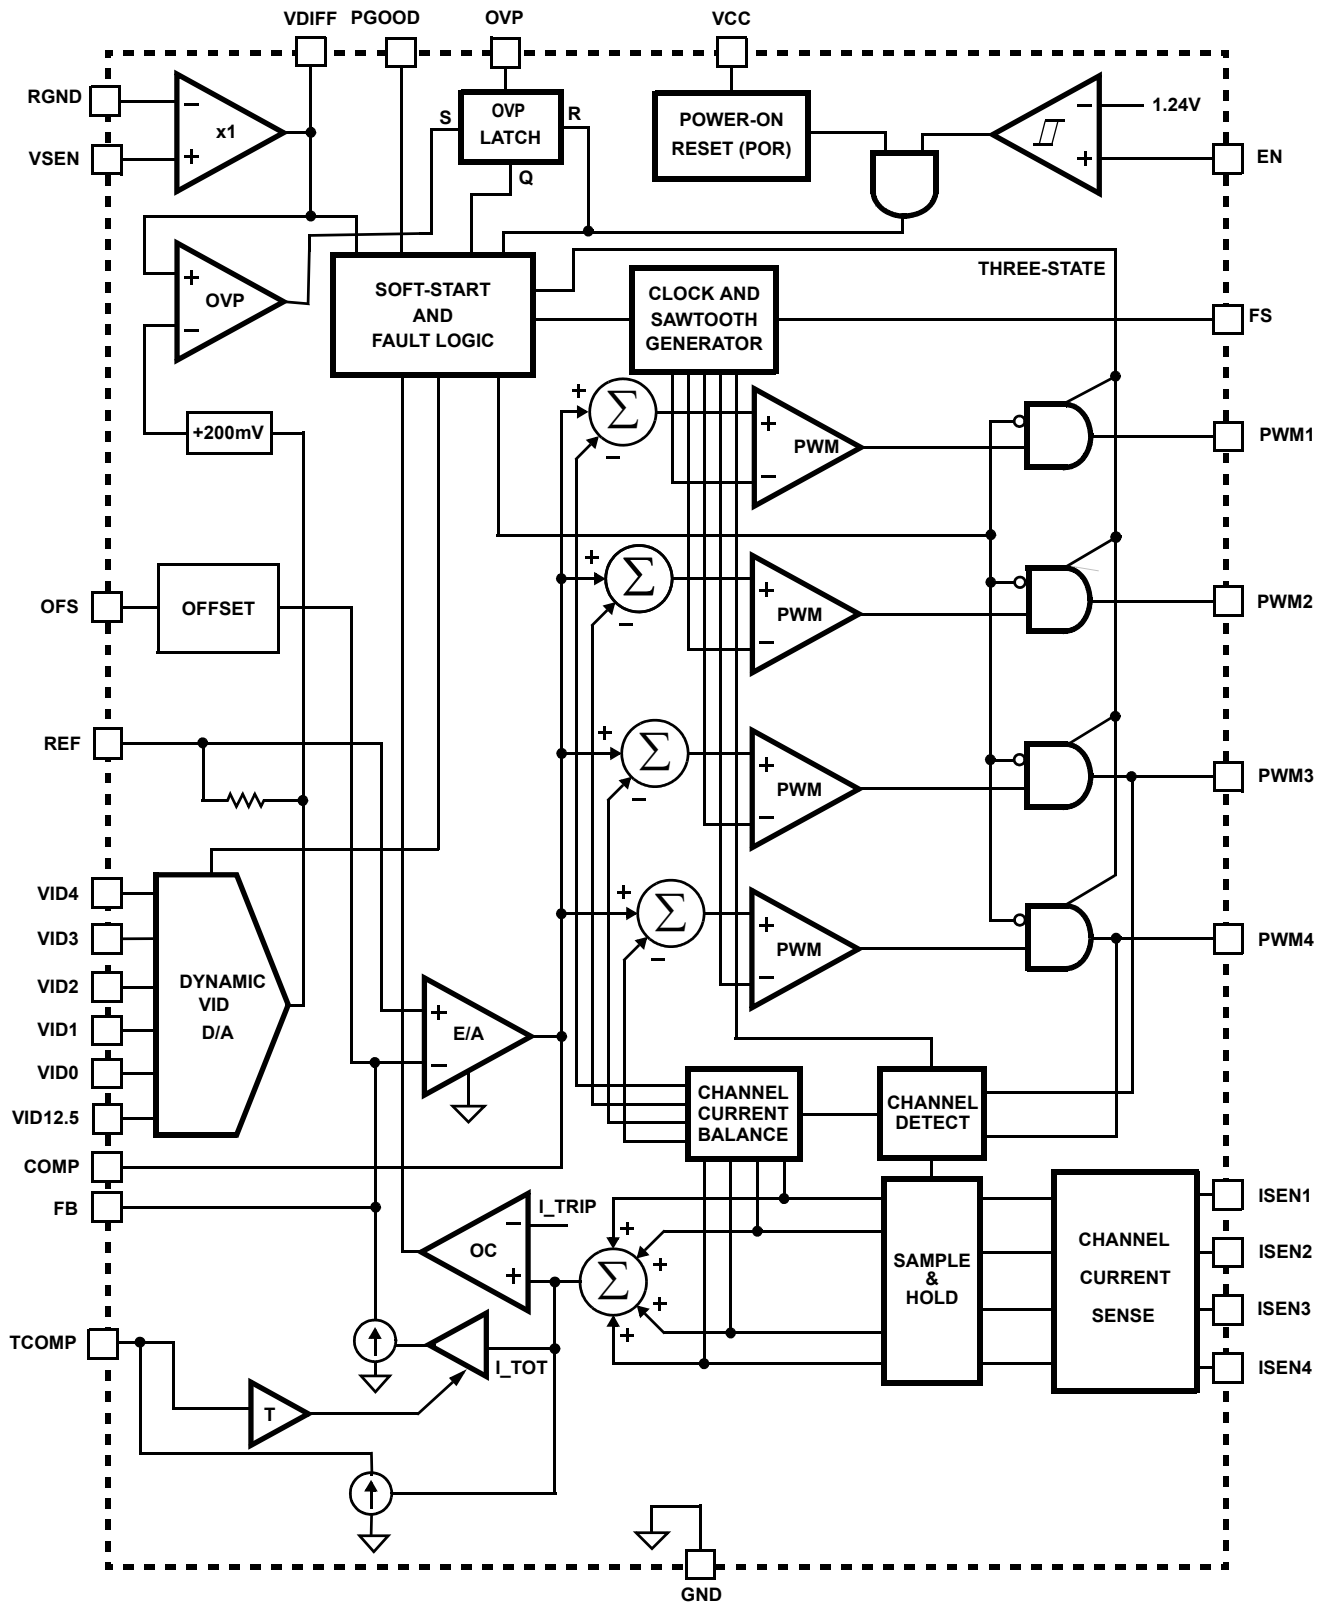 VDIFF PGOOD OVP VCC
RGND
VSEN
x1
−
+
S
OVP
LATCH
R
Q
POWER-ON
RESET (POR)
−
+
1.24V
EN
+
OVP
−
SOFT-START
AND
FAULT LOGIC
THREE-STATE
CLOCK AND
SAWTOOTH
GENERATOR
FS
+200mV
+
Σ
−
+
PWM
−
PWM1
OFS
OFFSET
+
Σ
−
+
PWM
−
PWM2
REF
+
Σ
−
+
PWM
−
PWM3
VID4
VID3
VID2
VID1
VID0
VID12.5
DYNAMIC
VID
D/A
+
Σ
−
+
PWM
−
PWM4
+
E/A
−
CHANNEL
CURRENT
BALANCE
CHANNEL
DETECT
COMP
FB
I_TRIP
−
OC
+
+
+
Σ
+
+
SAMPLE
&
HOLD
CHANNEL
CURRENT
SENSE
ISEN1
ISEN2
ISEN3
ISEN4
TCOMP
I_TOT
T
GND